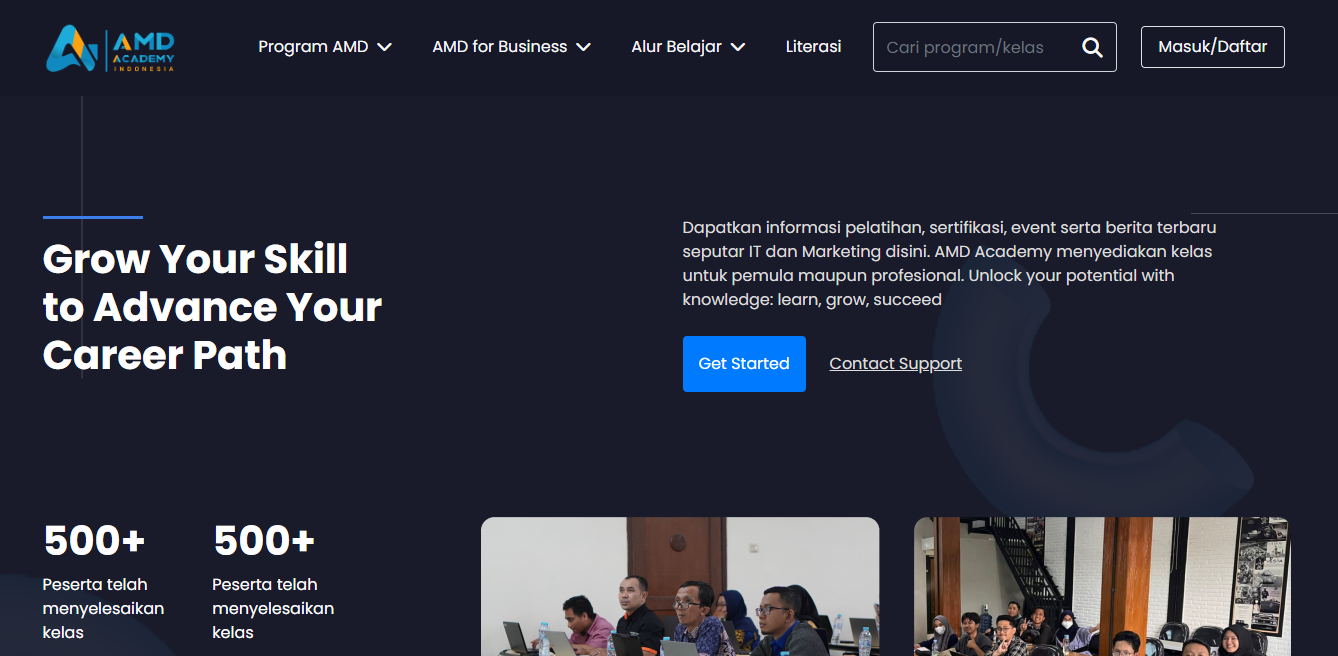 AMD
ACADEMY
INDONESIA
Program AMD
AMD for Business
Alur Belajar
Literasi
Cari program/kelas
Masuk/Daftar
Grow Your Skill
to Advance Your
Career Path
Dapatkan informasi pelatihan, sertifikasi, event serta berita terbaru
seputar IT dan Marketing disini. AMD Academy menyediakan kelas
untuk pemula maupun profesional. Unlock your potential with
knowledge: learn, grow, succeed
Get Started
Contact Support
500+
Peserta telah
menyelesaikan
kelas
500+
Peserta telah
menyelesaikan
kelas